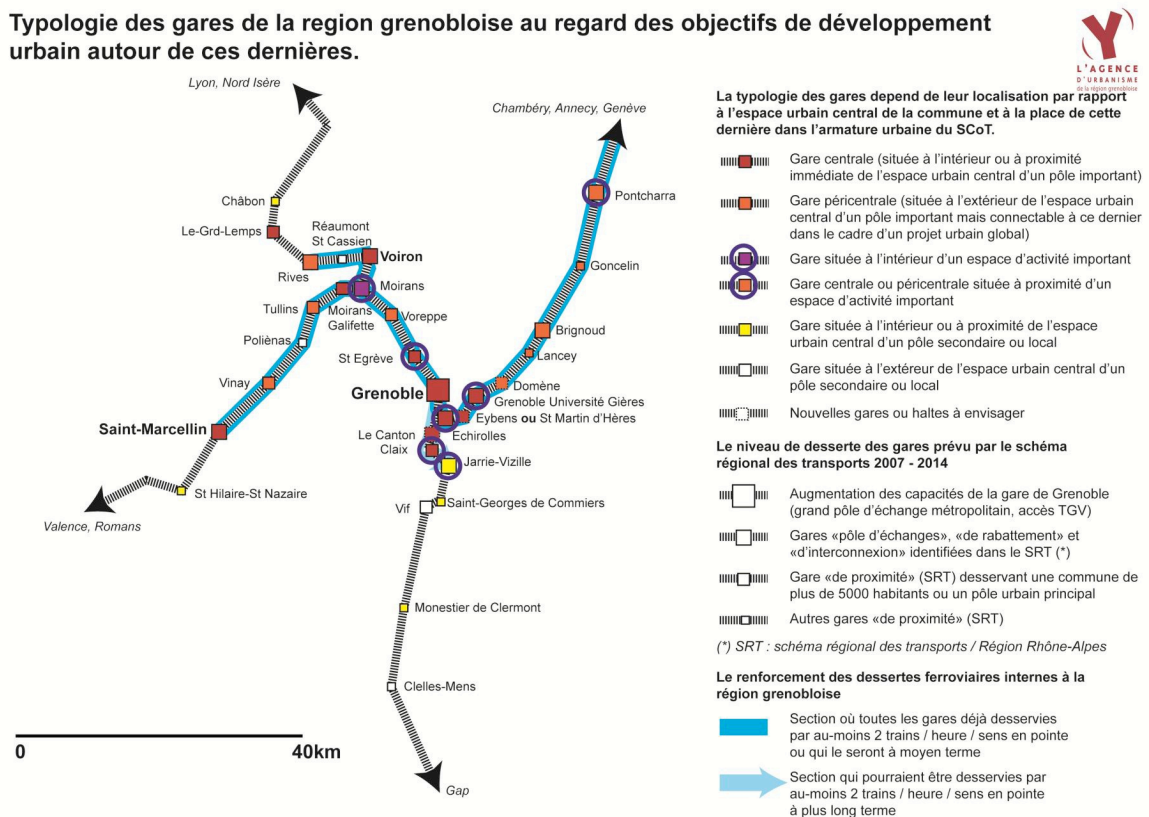 Typologie des gares de la region grenobloise au regard des objectifs de développement
urbain autour de ces dernières.
Y
L'AGENCE
D'URBANISME
de la région grenobloise
Lyon, Nord Isère
Chambéry, Annecy, Genève
Châbon
Le-Grd-Lemps
Réaumont
St Cassien
Voiron
Rives
Moirans
Tullins
Moirans
Galifette
Voreppe
Poliènas
St Egrève
Vinay
Grenoble
Saint-Marcellin
Pontcharra
Goncelin
Brignoud
Lancey
Domène
Grenoble Université Gières
Eybens ou St Martin d'Hères
Echirolles
Le Canton
Claix
Jarrie-Vizille
St Hilaire-St Nazaire
Valence, Romans
Vif
Saint-Georges de Commiers
Monestier de Clermont
Clelles-Mens
Gap
0
40km
La typologie des gares depend de leur localisation par rapport
à l'espace urbain central de la commune et à la place de cette
dernière dans l'armature urbaine du SCoT.
Gare centrale (située à l'intérieur ou à proximité
immédiate de l'espace urbain central d'un pôle important)
Gare péricentrale (située à l'extérieur de l'espace urbain
central d'un pôle important mais connectable à ce dernier
dans le cadre d'un projet urbain global)
Gare située à l'intérieur d'un espace d'activité important
Gare centrale ou péricentrale située à proximité d'un
espace d'activité important
Gare située à l'intérieur ou à proximité de l'espace
urbain central d'un pôle secondaire ou local
Gare située à l'extéreur de l'espace urbain central d'un
pôle secondaire ou local
Nouvelles gares ou haltes à envisager
Le niveau de desserte des gares prévu par le schéma
régional des transports 2007 - 2014
Augmentation des capacités de la gare de Grenoble
(grand pôle d'échange métropolitain, accès TGV)
Gares «pôle d'échanges», «de rabattement» et
«d'interconnexion» identifiées dans le SRT (*)
Gare «de proximité» (SRT) desservant une commune de
plus de 5000 habitants ou un pôle urbain principal
Autres gares «de proximité» (SRT)
(*) SRT : schéma régional des transports / Région Rhône-Alpes
Le renforcement des dessertes ferroviaires internes à la
région grenobloise
Section où toutes les gares déjà desservies
par au-moins 2 trains / heure / sens en pointe
ou qui le seront à moyen terme
Section qui pourraient être desservies par
au-moins 2 trains / heure / sens en pointe
à plus long terme